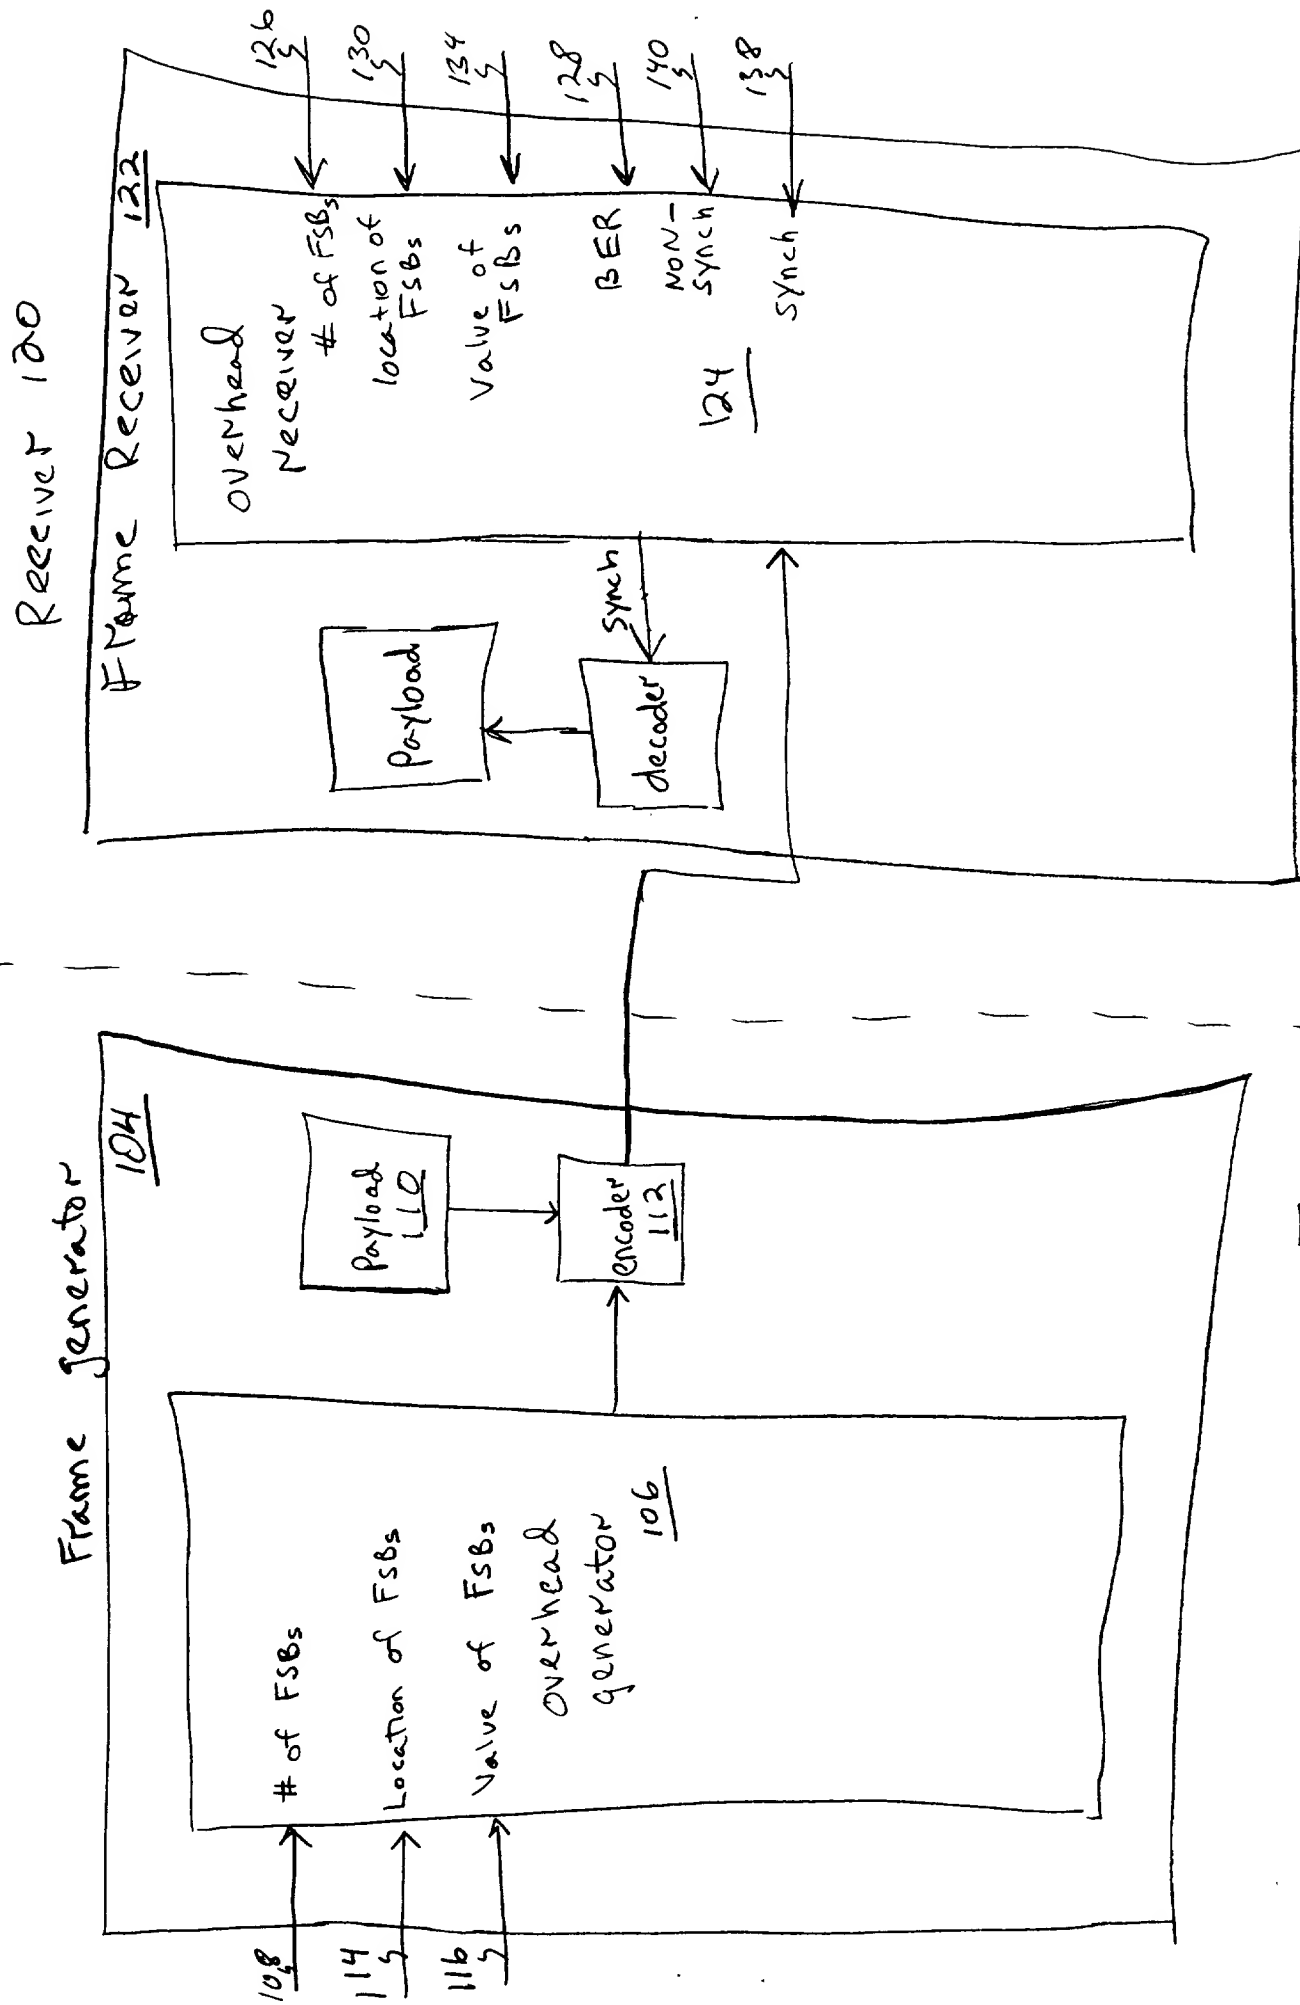 Receiver 120
Frame Receiver 122
overhead
receiver
# of FSBs
location of
FSBs
Value of
FSBs
BER
NON-
synch
synch
124
126
130
134
128
140
138
synch
Payload
decoder
Frame generator
104
Payload
110
encoder
112
# of FSBs
Location of FSBs
Value of FSBs
overhead
generator
106
108
114
116